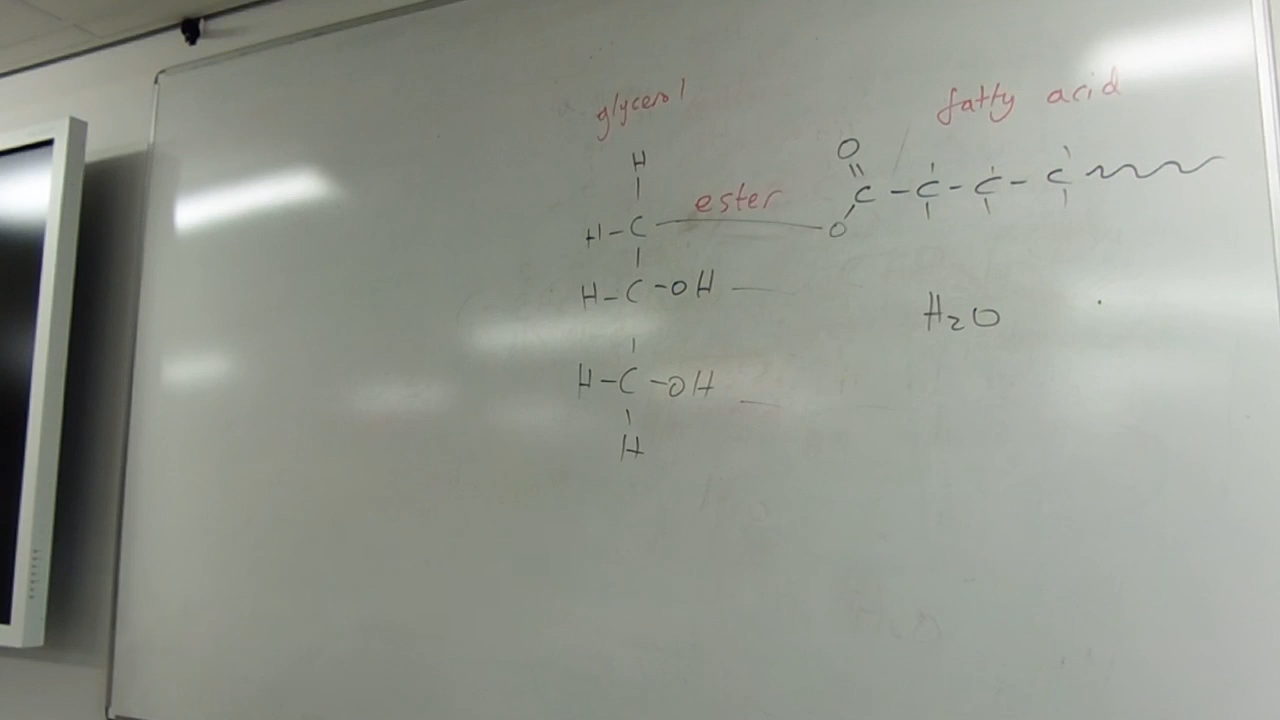 glycerol
fatty acid
H
O
ester
C - C - C - C
H - C
O
H - C - OH
H2O
H - C - OH
H